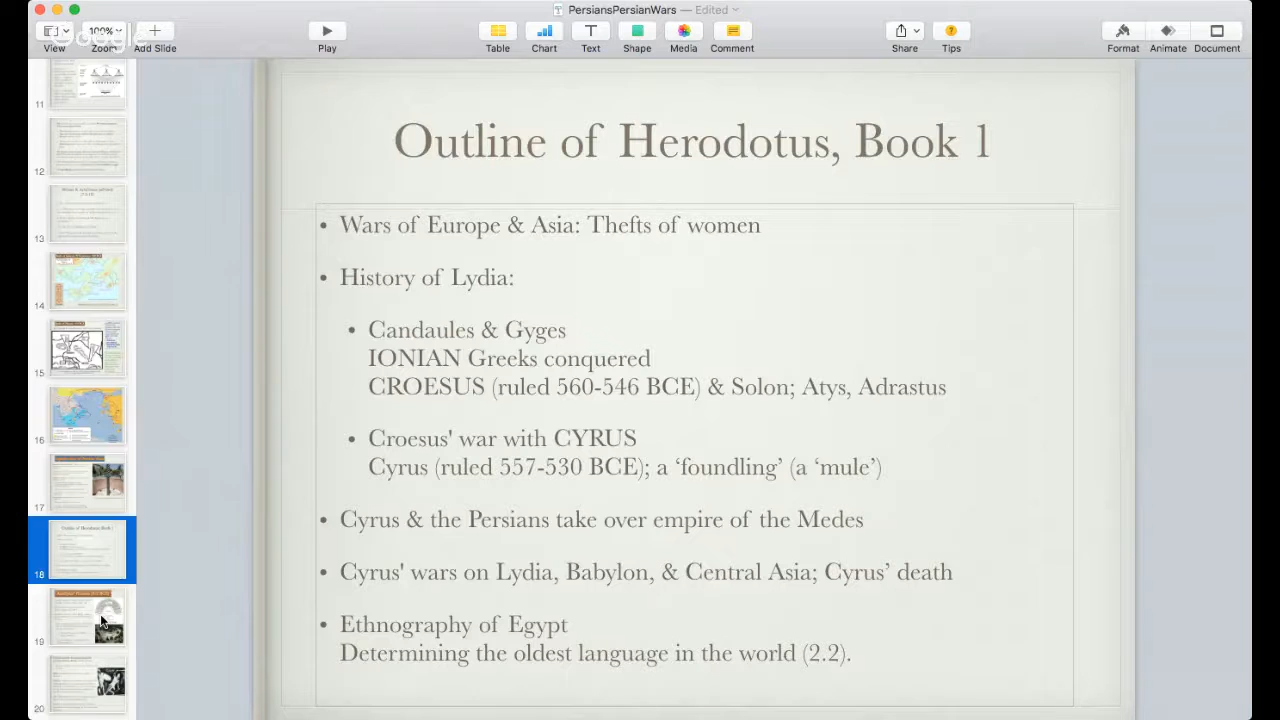 PersiansPersianWars — Edited
100%
View
Zoom
Add Slide
Play
Table
Chart
Text
Shape
Media
Comment
Share
Tips
Format
Animate
Document
11
12
13
14
15
16
17
18
19
20
Outline of Herodotus, Book 1
• Wars of Europe & Asia: Thefts of women
• History of Lydia:
Candaules & Gyges
IONIAN Greeks conquered
CROESUS (ruled 560-546 BCE) & Solon; Atys, Adrastus
Croesus' war with CYRUS
Cyrus (ruled 557-530 BCE); a ‘foundling’ a ‘mule’)
• Cyrus & the Persians take over empire of the Medes
• Cyrus' wars on Lydia, Babylon, & Central Asia; Cyrus’ death
• Ethnography of Egypt
Determining the oldest language in the world (2.2)